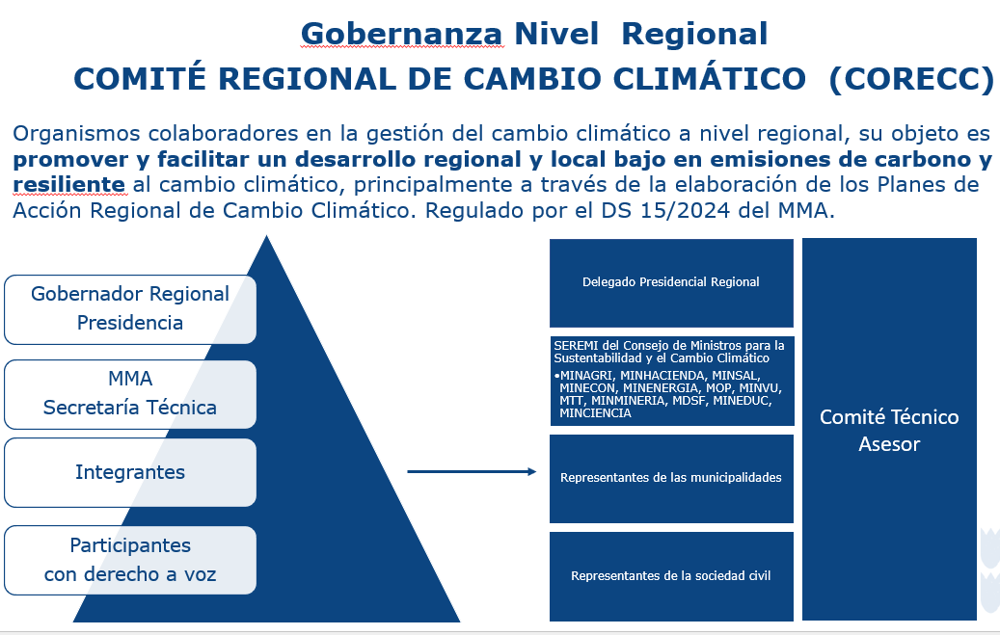 Gobernanza Nivel Regional
COMITÉ REGIONAL DE CAMBIO CLIMÁTICO (CORECC)
Organismos colaboradores en la gestión del cambio climático a nivel regional, su objeto es
promover y facilitar un desarrollo regional y local bajo en emisiones de carbono y
resiliente al cambio climático, principalmente a través de la elaboración de los Planes de
Acción Regional de Cambio Climático. Regulado por el DS 15/2024 del MMA.
Gobernador Regional
Presidencia
MMA
Secretaría Técnica
Integrantes
Participantes
con derecho a voz
Delegado Presidencial Regional
SEREMI del Consejo de Ministros para la
Sustentabilidad y el Cambio Climático
•MINAGRI, MINHACIENDA, MINSAL,
MINECON, MINENERGIA, MOP, MINVU,
MTT, MINMINERIA, MDSF, MINEDUC,
MINCIENCIA
Representantes de las municipalidades
Representantes de la sociedad civil
Comité Técnico
Asesor